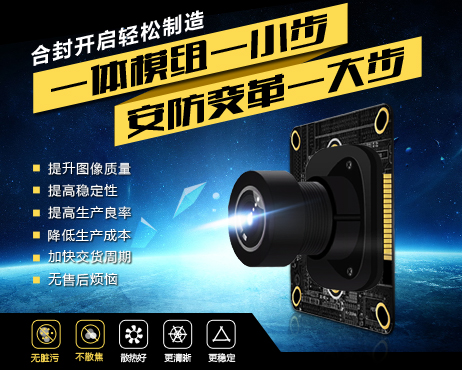 合封开启轻松制造
一体模组一小步
安防变革一大步
提升图像质量
提高稳定性
提高生产良率
降低生产成本
加快交货周期
无售后烦恼
无脏污 不散焦 散热好 更清晰 更稳定